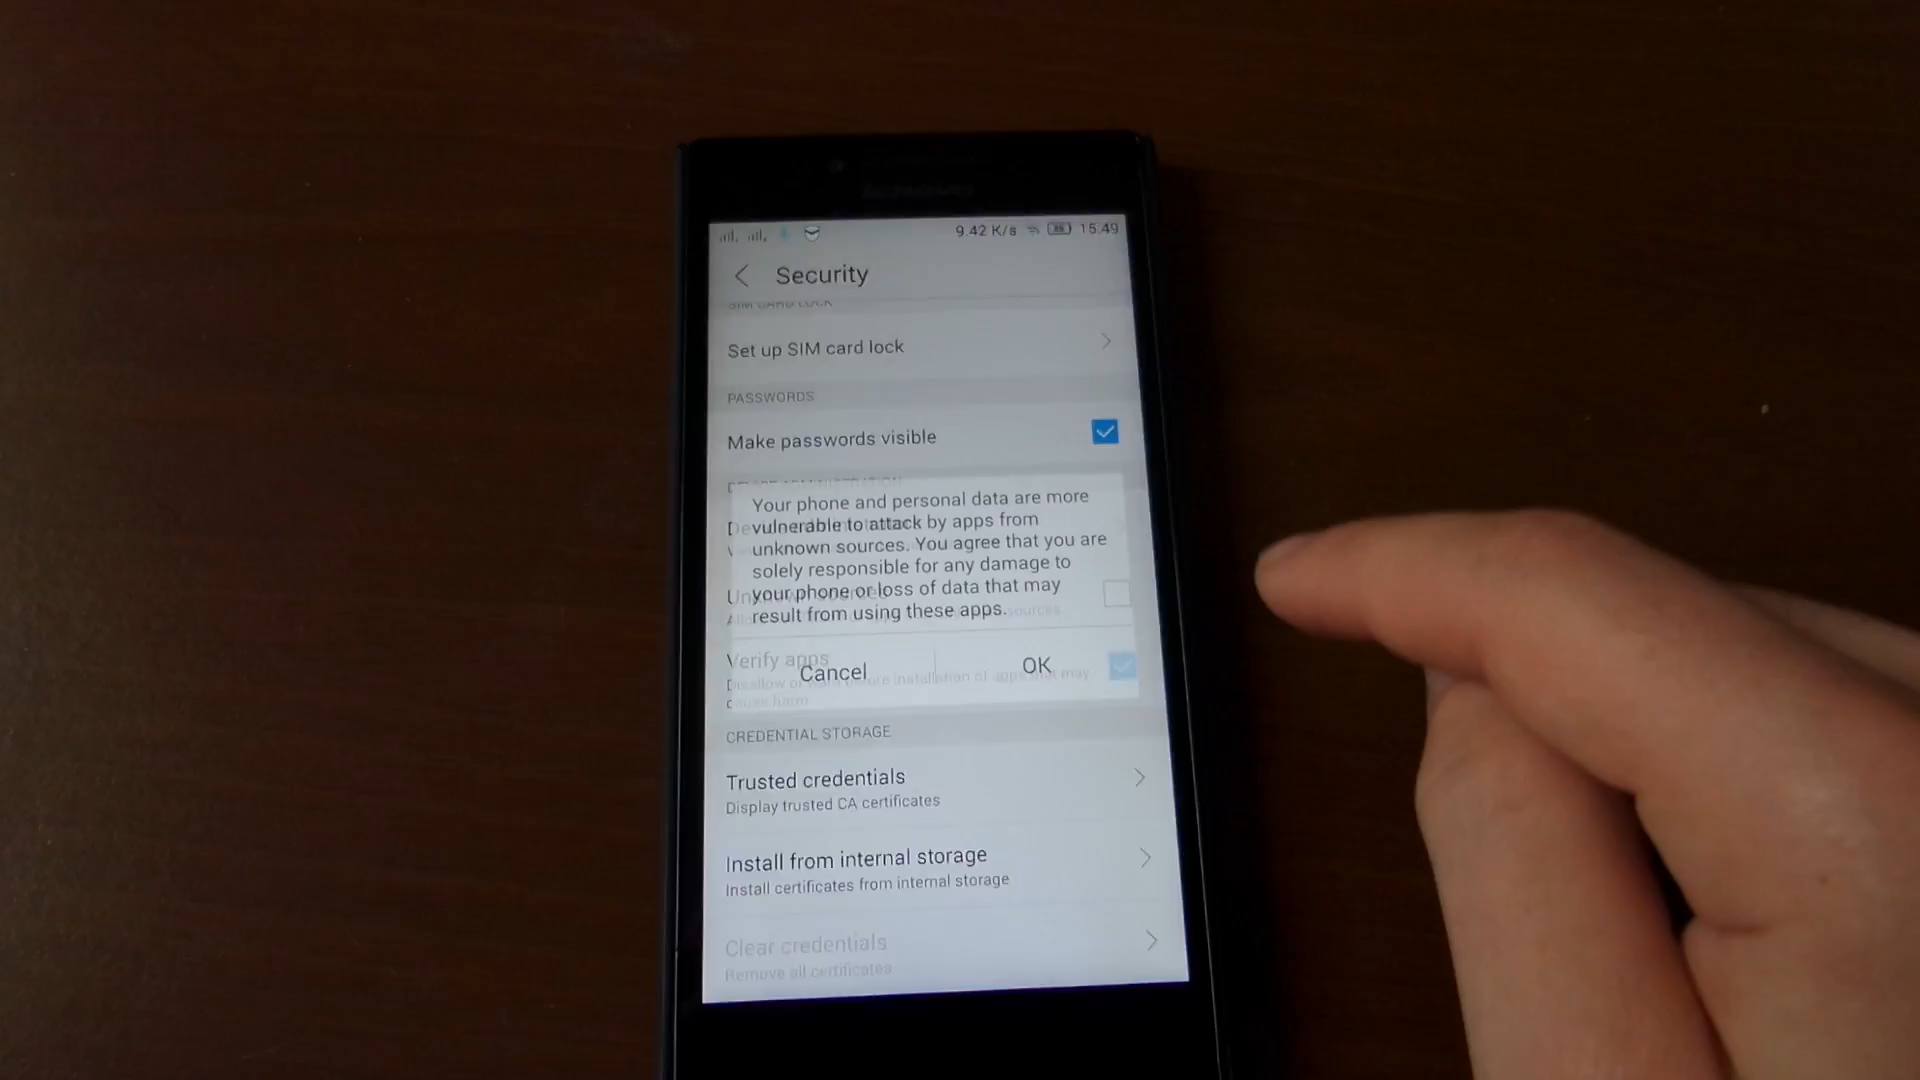 9.42 K/s 15:49
Security
SIM CARD LOCK
Set up SIM card lock
PASSWORDS
Make passwords visible
Your phone and personal data are more
vulnerable to attack by apps from
unknown sources. You agree that you are
solely responsible for any damage to
your phone or loss of data that may
result from using these apps.
sources
Verify apps
Cancel
OK
Disallow or warn before installation of apps that may
cause harm
CREDENTIAL STORAGE
Trusted credentials
Display trusted CA certificates
Install from internal storage
Install certificates from internal storage
Clear credentials
Remove all certificates